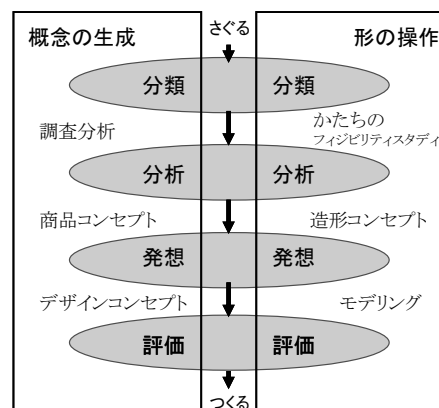 概念の生成
さぐる
形の操作
分類
分類
調査分析
かたちの
フィジビリティスタディ
分析
分析
商品コンセプト
造形コンセプト
発想
発想
デザインコンセプト
モデリング
評価
評価
つくる